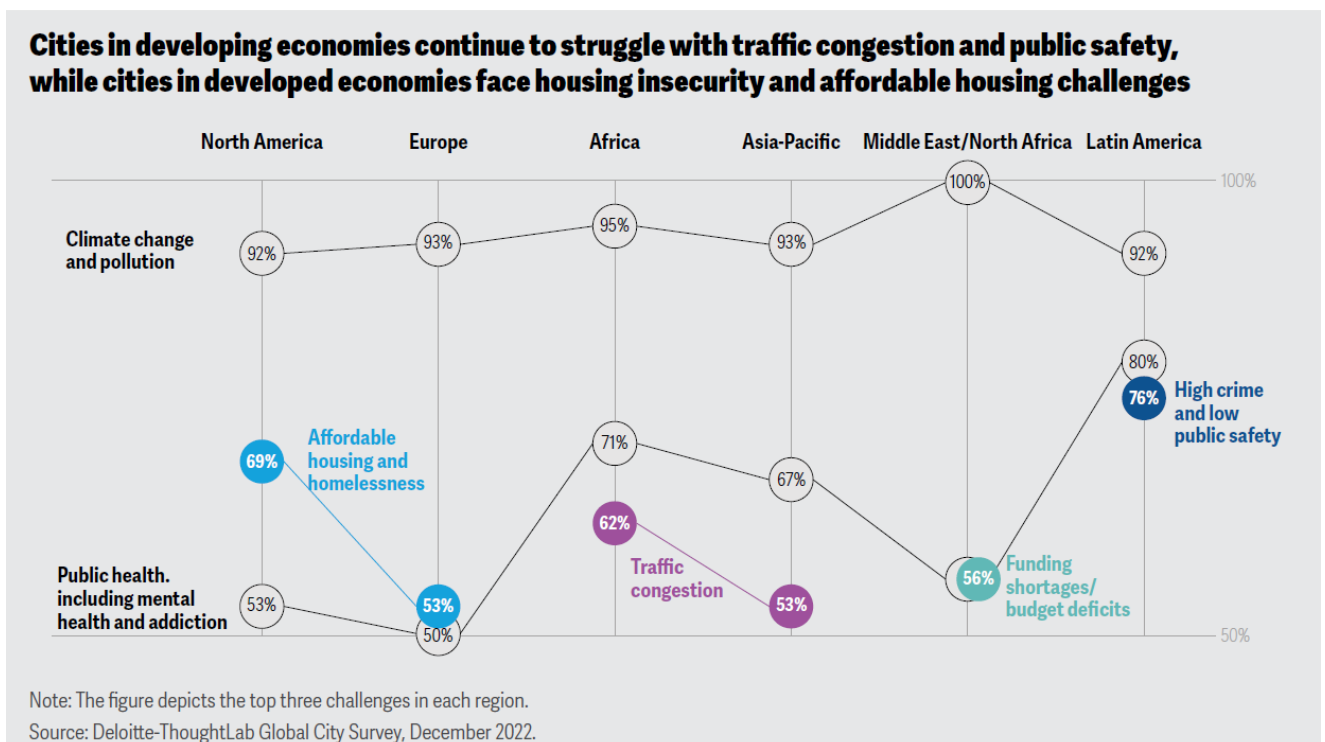 Cities in developing economies continue to struggle with traffic congestion and public safety,
while cities in developed economies face housing insecurity and affordable housing challenges
North America Europe Africa Asia-Pacific Middle East/North Africa Latin America
100%
100%
Climate change
and pollution
92% 93% 95% 93% 92%
80%
76%
High crime
and low
public safety
Affordable
housing and
homelessness
69%
71%
67%
62%
Traffic
congestion
Public health.
including mental
health and addiction
53%
53%
50%
53%
56%
Funding
shortages/
budget deficits
50%
Note: The figure depicts the top three challenges in each region.
Source: Deloitte-ThoughtLab Global City Survey, December 2022.